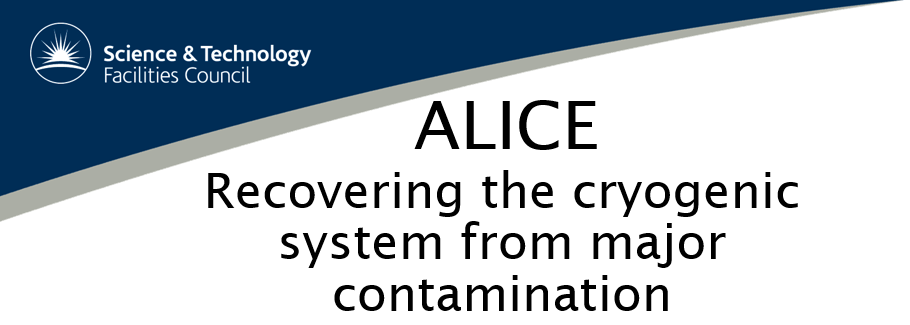 Science & Technology
Facilities Council
ALICE
Recovering the cryogenic
system from major
contamination